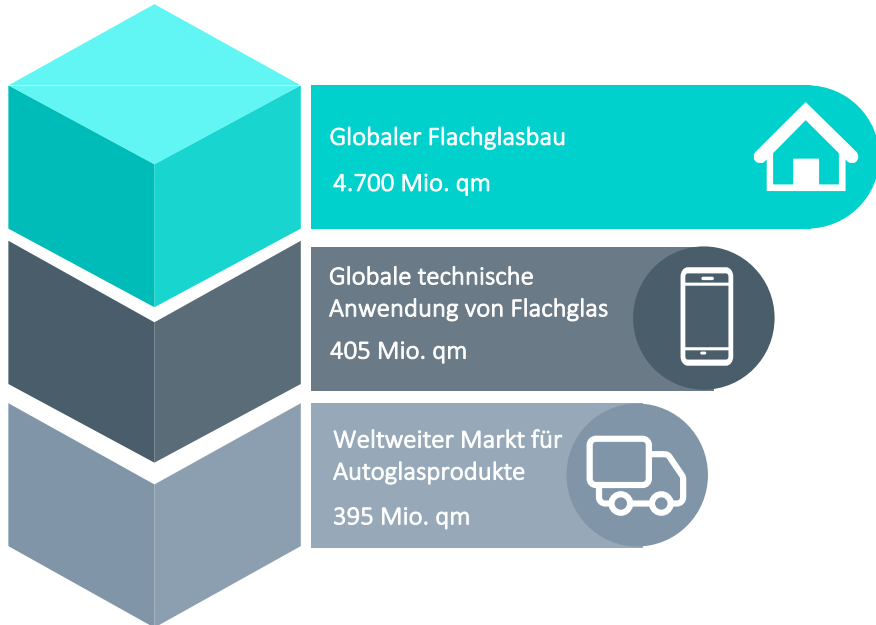 Globaler Flachglasbau
4.700 Mio. qm
Globale technische
Anwendung von Flachglas
405 Mio. qm
Weltweiter Markt für
Autoglasprodukte
395 Mio. qm